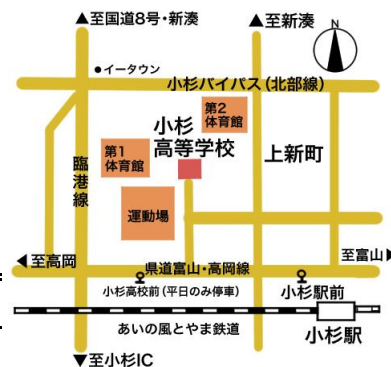 ▲至国道8号・新湊
▲至新湊
N
●イータウン
小杉バイパス(北部線)
第2
体育館
小杉
高等学校
第1
体育館
上新町
臨港線
運動場
◀至高岡
至富山▶
県道富山・高岡線
小杉高校前(平日のみ停車)
小杉駅前
あいの風とやま鉄道
小杉駅
▼至小杉IC